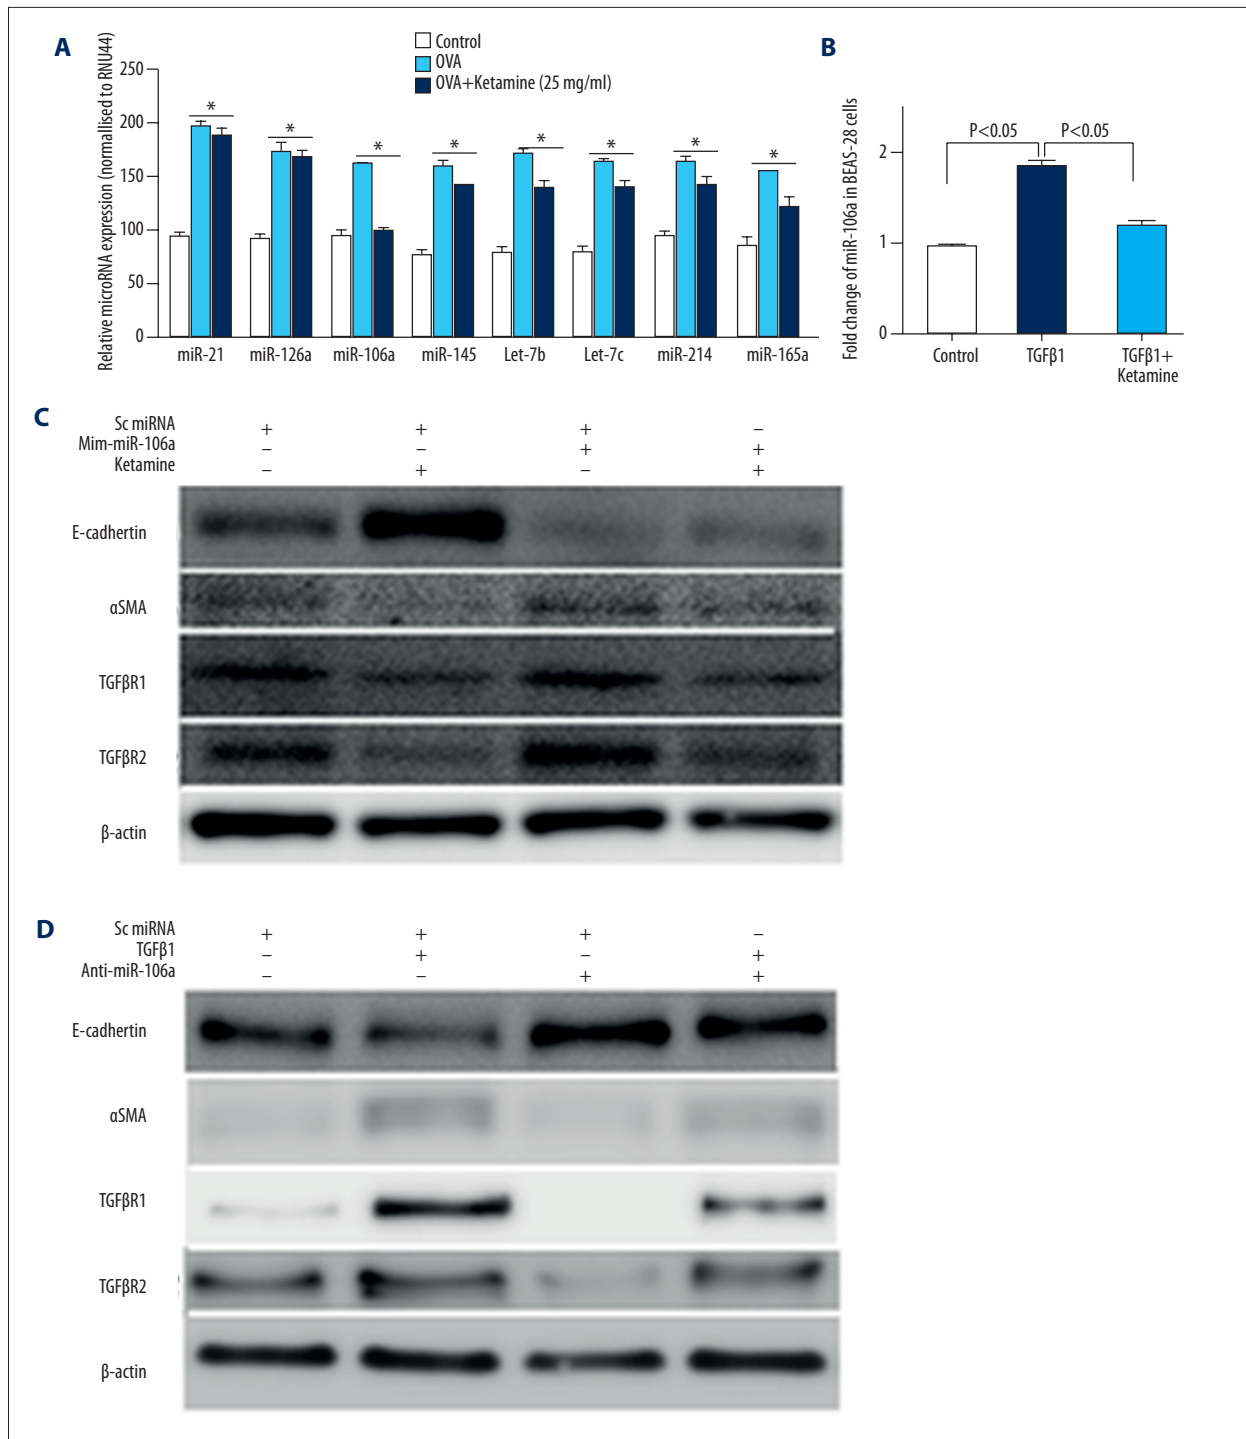 A
Relative microRNA expression (normalised to RNU44)
250
200
150
100
50
0
Control
OVA
OVA+Ketamine (25 mg/ml)
* * * * * * * *
miR-21 miR-126a miR-106a miR-145 Let-7b Let-7c miR-214 miR-165a
B
Fold change of miR-106a in BEAS-28 cells
2
1
0
P<0.05 P<0.05
Control TGFβ1 TGFβ1+
Ketamine
C
Sc miRNA + + + –
Mim-miR-106a – – + +
Ketamine – + – +
E-cadhertin
αSMA
TGFβR1
TGFβR2
β-actin
D
Sc miRNA + + + –
TGFβ1 – + – +
Anti-miR-106a – – + +
E-cadhertin
αSMA
TGFβR1
TGFβR2
β-actin